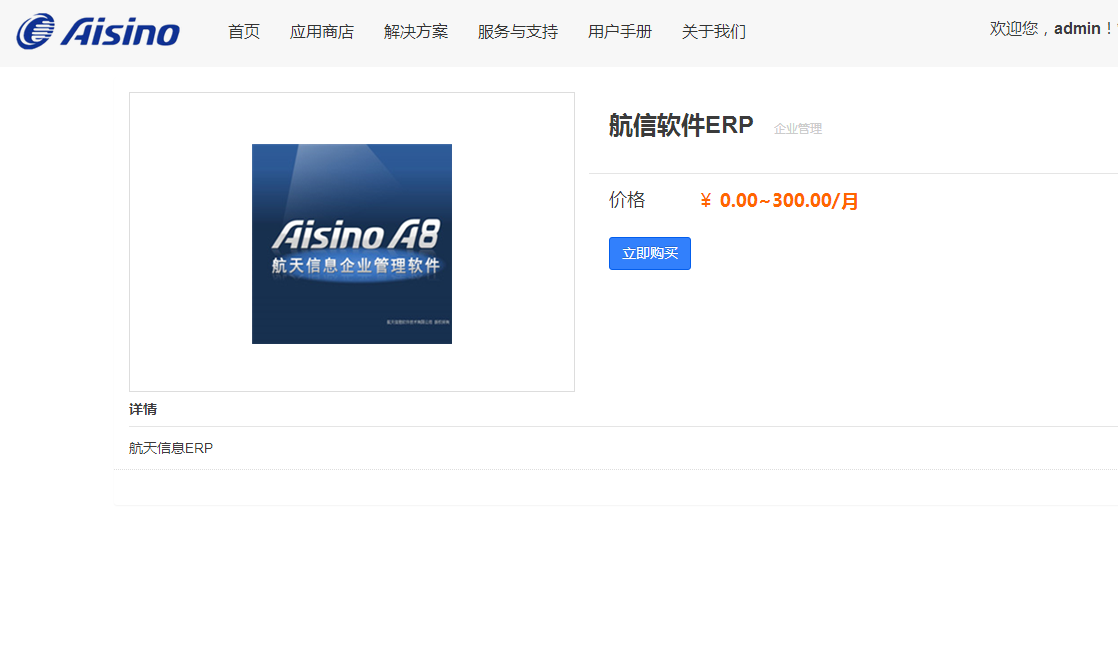 Aisino 首页 应用商店 解决方案 服务与支持 用户手册 关于我们 欢迎您，admin！
Aisino A8
航天信息企业管理软件
航信软件ERP 企业管理
价格 ¥ 0.00~300.00/月
立即购买
详情
航天信息ERP